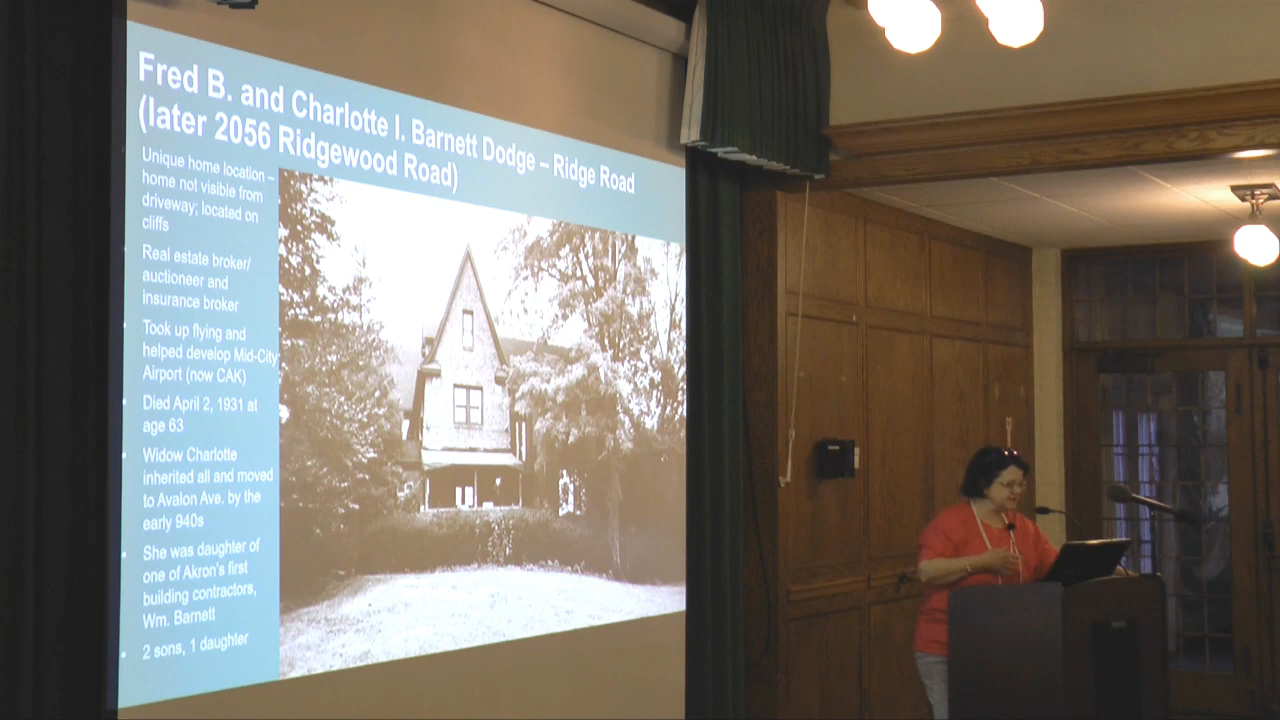 Fred B. and Charlotte I. Barnett Dodge – Ridge Road
(later 2056 Ridgewood Road)
Unique home location –
home not visible from
driveway; located on
cliffs
Real estate broker/
auctioneer and
insurance broker
Took up flying and
helped develop Mid-City
Airport (now CAK)
Died April 2, 1931 at
age 63
Widow Charlotte
inherited all and moved
to Avalon Ave. by the
early 940s
She was daughter of
one of Akron's first
building contractors,
Wm. Barnett
2 sons, 1 daughter